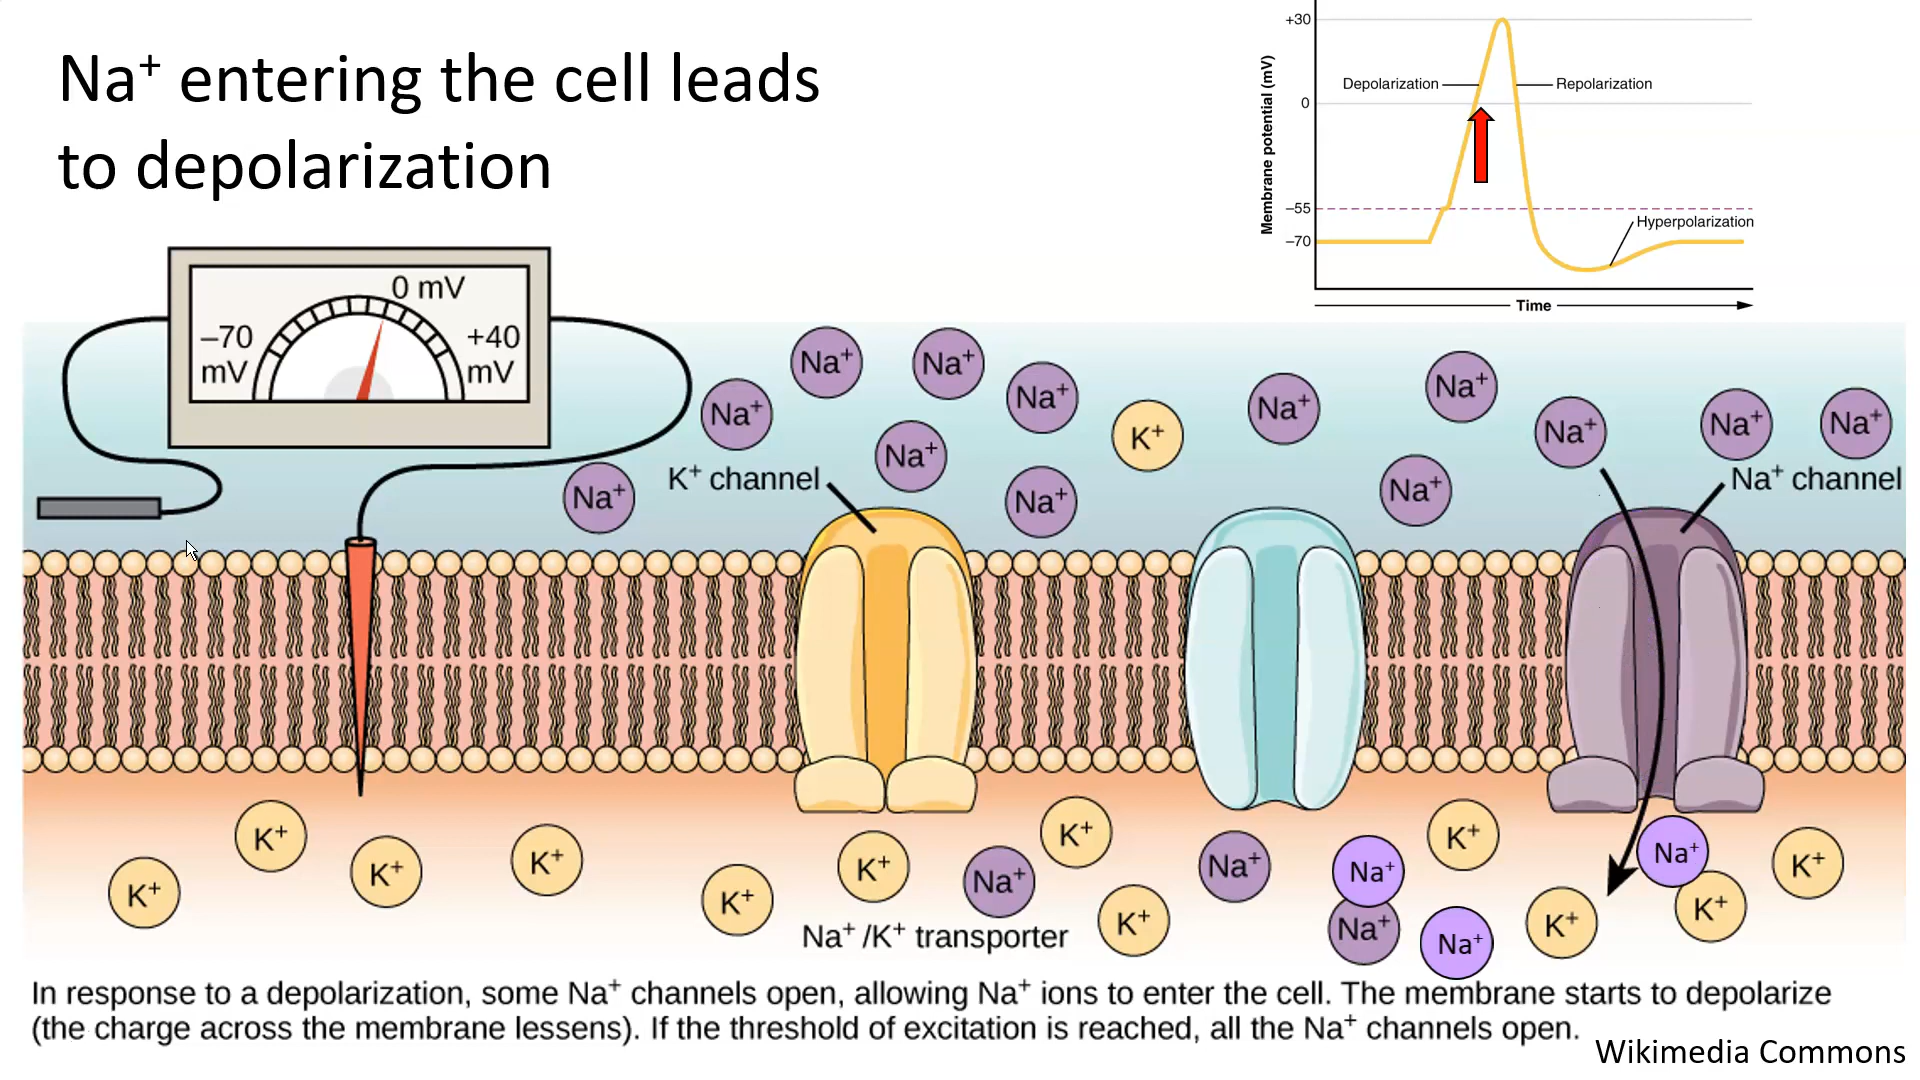 Na⁺ entering the cell leads
to depolarization
+30
Depolarization
Repolarization
0
Membrane potential (mV)
–55
Hyperpolarization
–70
Time
0 mV
–70
mV
+40
mV
Na⁺
Na⁺
Na⁺
Na⁺
Na⁺
Na⁺
Na⁺
Na⁺
K⁺
Na⁺
Na⁺
Na⁺
Na⁺
Na⁺
Na⁺
K⁺ channel
Na⁺ channel
K⁺
K⁺
K⁺
K⁺
K⁺
K⁺
Na⁺
K⁺
K⁺
Na⁺
Na⁺
Na⁺
Na⁺
K⁺
K⁺
Na⁺
K⁺
K⁺
Na⁺ /K⁺ transporter
In response to a depolarization, some Na⁺ channels open, allowing Na⁺ ions to enter the cell. The membrane starts to depolarize
(the charge across the membrane lessens). If the threshold of excitation is reached, all the Na⁺ channels open.
Wikimedia Commons